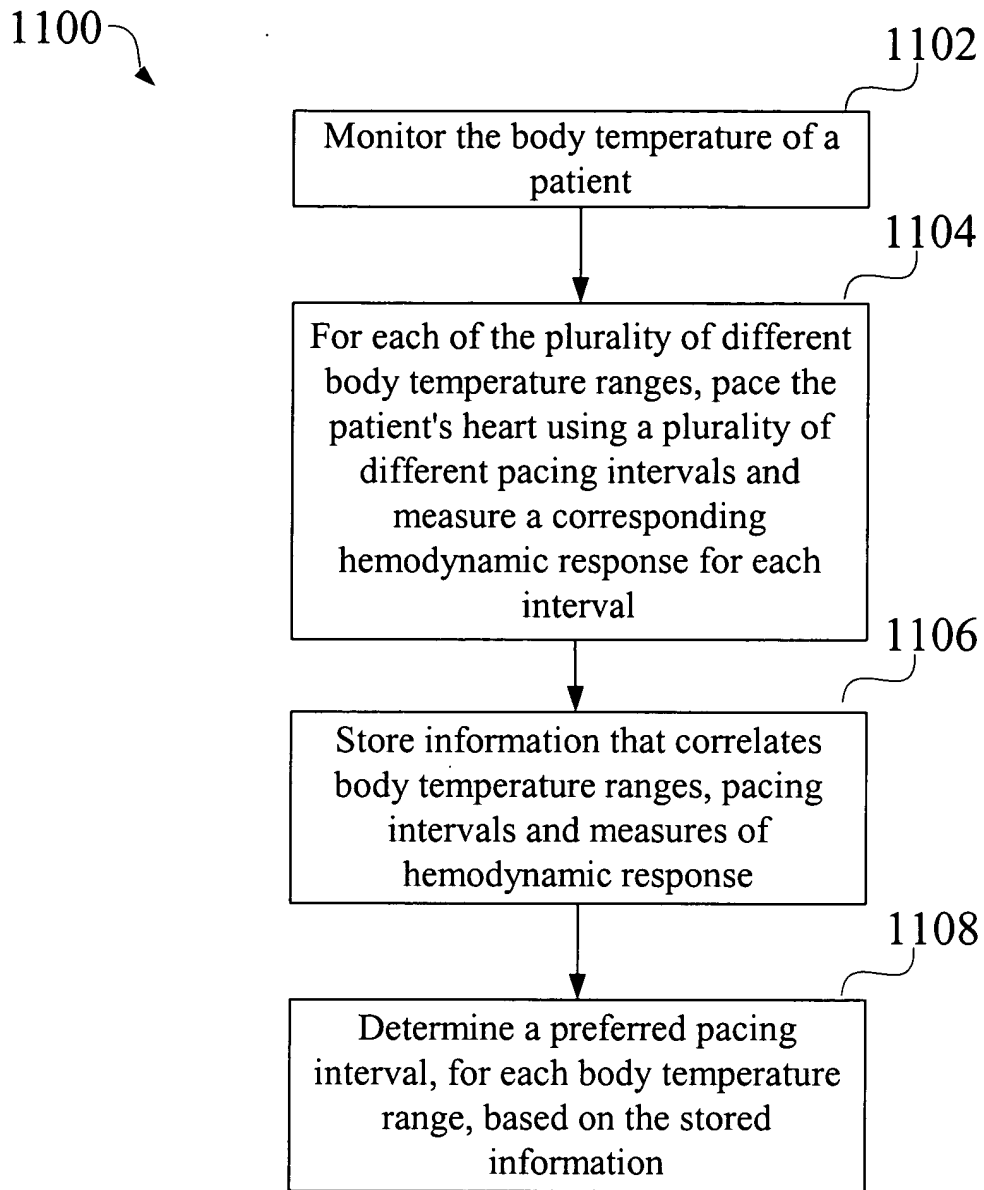 1100
1102
Monitor the body temperature of a
patient
1104
For each of the plurality of different
body temperature ranges, pace the
patient's heart using a plurality of
different pacing intervals and
measure a corresponding
hemodynamic response for each
interval
1106
Store information that correlates
body temperature ranges, pacing
intervals and measures of
hemodynamic response
1108
Determine a preferred pacing
interval, for each body temperature
range, based on the stored
information